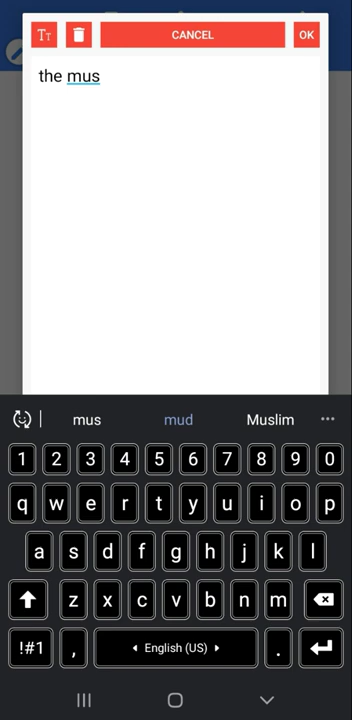 TT CANCEL OK
the mus
mus mud Muslim
1 2 3 4 5 6 7 8 9 0
q w e r t y u i o p
a s d f g h j k l
z x c v b n m
!#1 , English (US) .